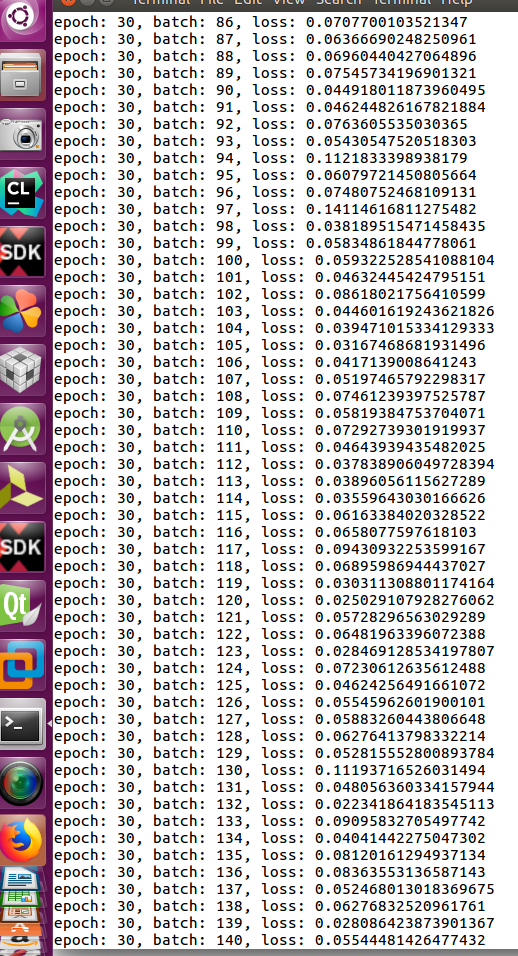 Terminal File Edit View Search Terminal Help
epoch: 30, batch: 86, loss: 0.0707700103521347
epoch: 30, batch: 87, loss: 0.06366690248250961
epoch: 30, batch: 88, loss: 0.06960440427064896
epoch: 30, batch: 89, loss: 0.07545734196901321
epoch: 30, batch: 90, loss: 0.044918011873960495
epoch: 30, batch: 91, loss: 0.04624482616782188​4
epoch: 30, batch: 92, loss: 0.0763605535030365
epoch: 30, batch: 93, loss: 0.05430547520518303
epoch: 30, batch: 94, loss: 0.1121833398938179
epoch: 30, batch: 95, loss: 0.06079721450805664
epoch: 30, batch: 96, loss: 0.07480752468109131
epoch: 30, batch: 97, loss: 0.14114616811275482
epoch: 30, batch: 98, loss: 0.038189515471458435
epoch: 30, batch: 99, loss: 0.05834861844778061
epoch: 30, batch: 100, loss: 0.059322528541088104
epoch: 30, batch: 101, loss: 0.04632445424795151
epoch: 30, batch: 102, loss: 0.08618021756410599
epoch: 30, batch: 103, loss: 0.044601619243621826
epoch: 30, batch: 104, loss: 0.039471015334129333
epoch: 30, batch: 105, loss: 0.03167468681931496
epoch: 30, batch: 106, loss: 0.0417139008641243
epoch: 30, batch: 107, loss: 0.05197465792298317
epoch: 30, batch: 108, loss: 0.07461239397525787
epoch: 30, batch: 109, loss: 0.05819384753704071
epoch: 30, batch: 110, loss: 0.07292739301919937
epoch: 30, batch: 111, loss: 0.04643939435482025
epoch: 30, batch: 112, loss: 0.037838906049728394
epoch: 30, batch: 113, loss: 0.03896056115627289
epoch: 30, batch: 114, loss: 0.03559643030166626
epoch: 30, batch: 115, loss: 0.06163384020328522
epoch: 30, batch: 116, loss: 0.0658077597618103
epoch: 30, batch: 117, loss: 0.09430932253599167
epoch: 30, batch: 118, loss: 0.06895986944437027
epoch: 30, batch: 119, loss: 0.030311308801174164
epoch: 30, batch: 120, loss: 0.025029107928276062
epoch: 30, batch: 121, loss: 0.05728296563029289
epoch: 30, batch: 122, loss: 0.06481963396072388
epoch: 30, batch: 123, loss: 0.028469128534197807
epoch: 30, batch: 124, loss: 0.07230612635612488
epoch: 30, batch: 125, loss: 0.04624256491661072
epoch: 30, batch: 126, loss: 0.05545962601900101
epoch: 30, batch: 127, loss: 0.05883260443806648
epoch: 30, batch: 128, loss: 0.06276413798332214
epoch: 30, batch: 129, loss: 0.052815552800893784
epoch: 30, batch: 130, loss: 0.11193716526031494
epoch: 30, batch: 131, loss: 0.048056360334157944
epoch: 30, batch: 132, loss: 0.022341864183545113
epoch: 30, batch: 133, loss: 0.09095832705497742
epoch: 30, batch: 134, loss: 0.04041442275047302
epoch: 30, batch: 135, loss: 0.08120161294937134
epoch: 30, batch: 136, loss: 0.08363553136587143
epoch: 30, batch: 137, loss: 0.052468013018369675
epoch: 30, batch: 138, loss: 0.06276832520961761
epoch: 30, batch: 139, loss: 0.028086423873901367
epoch: 30, batch: 140, loss: 0.05544481426477432
CL
SDK
SDK
Qt